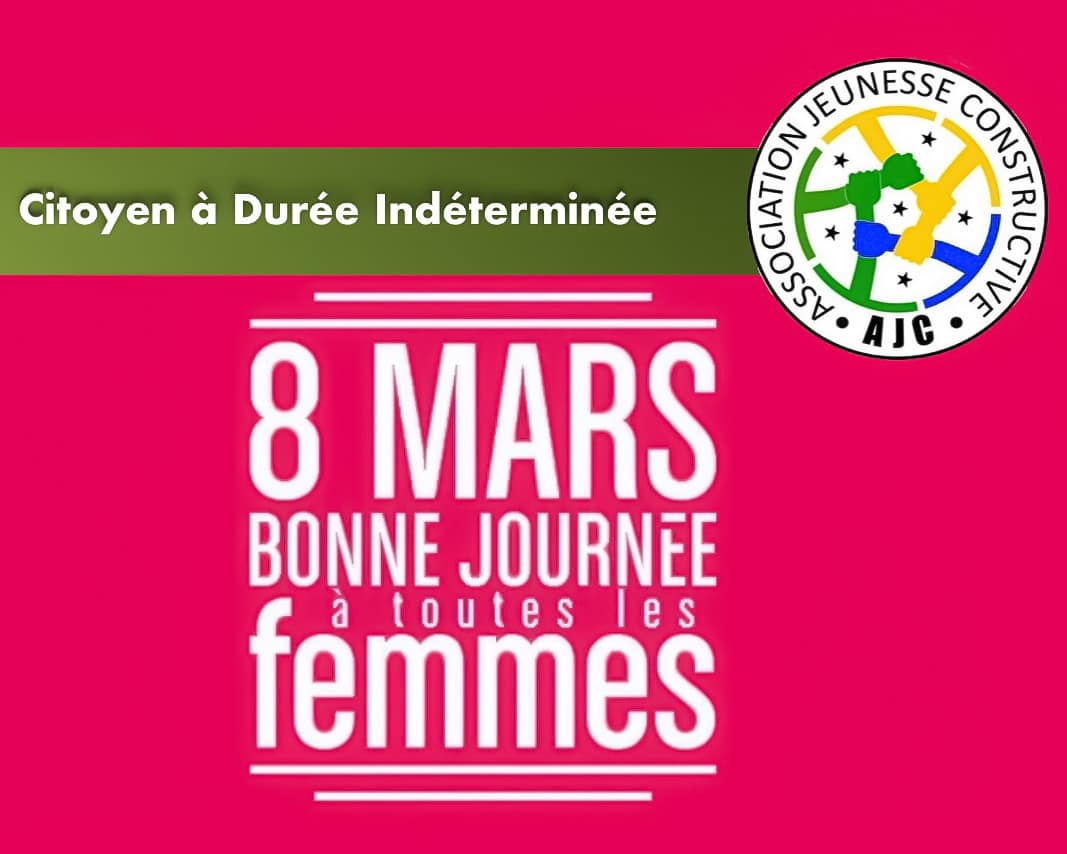 Citoyen à Durée Indéterminée
ASSOCIATION JEUNESSE CONSTRUCTIVE
• AJC •
8 MARS
BONNE JOURNÉE
à toutes les
femmes